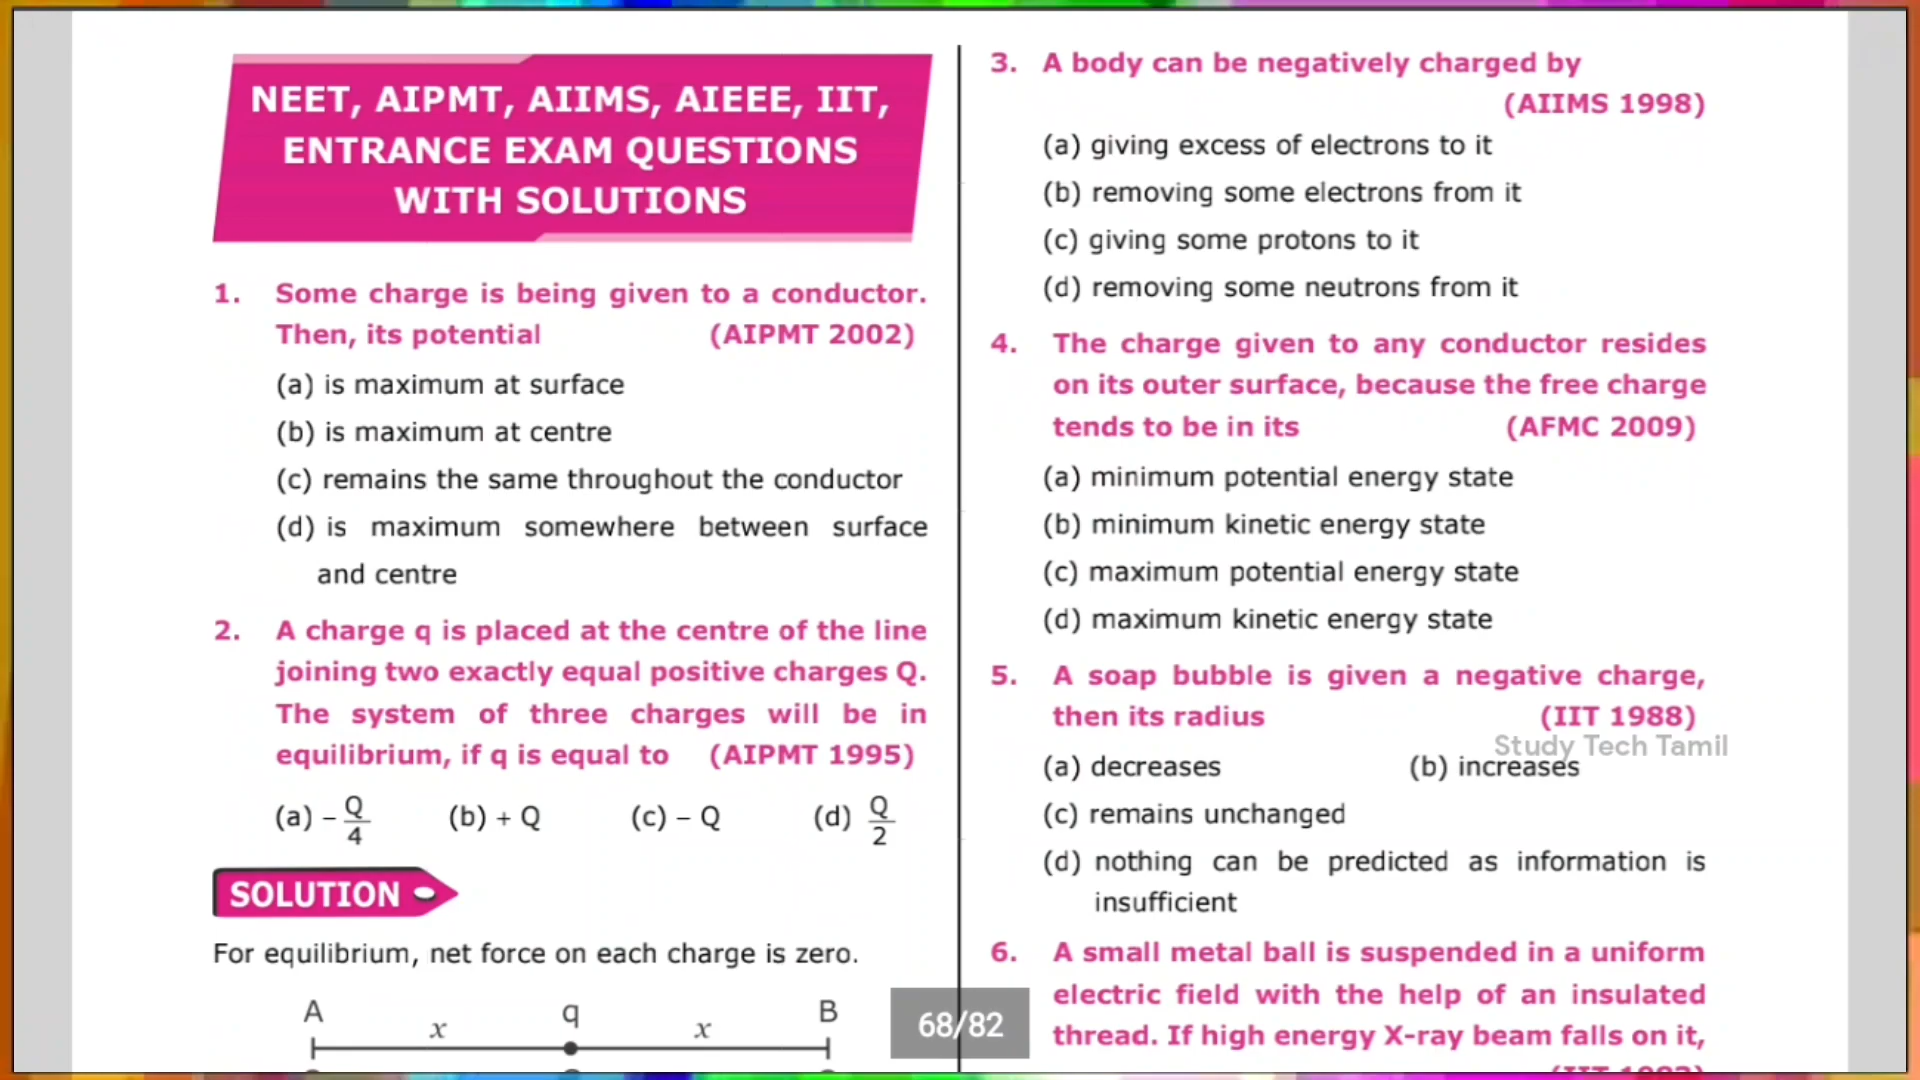 NEET, AIPMT, AIIMS, AIEEE, IIT,
ENTRANCE EXAM QUESTIONS
WITH SOLUTIONS
1. Some charge is being given to a conductor.
Then, its potential (AIPMT 2002)
(a) is maximum at surface
(b) is maximum at centre
(c) remains the same throughout the conductor
(d) is maximum somewhere between surface
and centre
2. A charge q is placed at the centre of the line
joining two exactly equal positive charges Q.
The system of three charges will be in
equilibrium, if q is equal to (AIPMT 1995)
(a) – Q/4 (b) + Q (c) – Q (d) Q/2
SOLUTION
For equilibrium, net force on each charge is zero.
A q B
x x
3. A body can be negatively charged by
(AIIMS 1998)
(a) giving excess of electrons to it
(b) removing some electrons from it
(c) giving some protons to it
(d) removing some neutrons from it
4. The charge given to any conductor resides
on its outer surface, because the free charge
tends to be in its (AFMC 2009)
(a) minimum potential energy state
(b) minimum kinetic energy state
(c) maximum potential energy state
(d) maximum kinetic energy state
5. A soap bubble is given a negative charge,
then its radius (IIT 1988)
Study Tech Tamil
(a) decreases (b) increases
(c) remains unchanged
(d) nothing can be predicted as information is
insufficient
6. A small metal ball is suspended in a uniform
electric field with the help of an insulated
thread. If high energy X-ray beam falls on it,
68/82